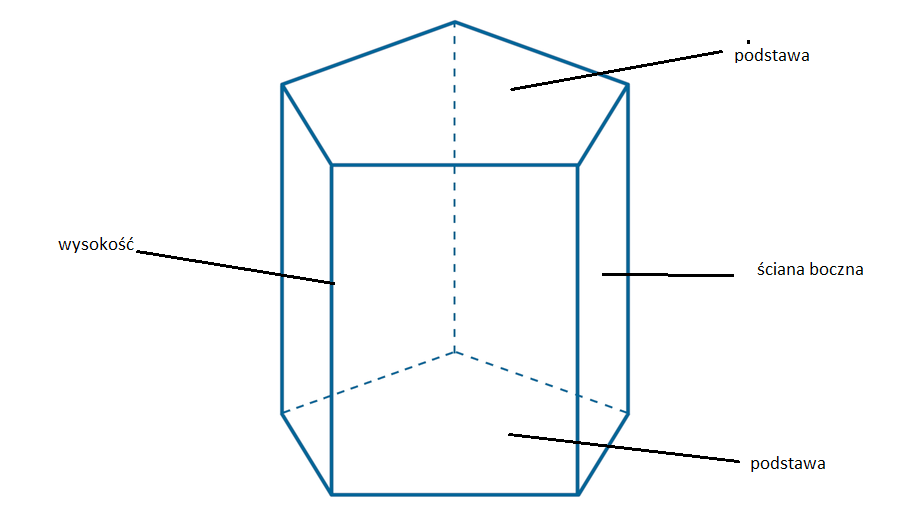 podstawa
wysokość
ściana boczna
podstawa